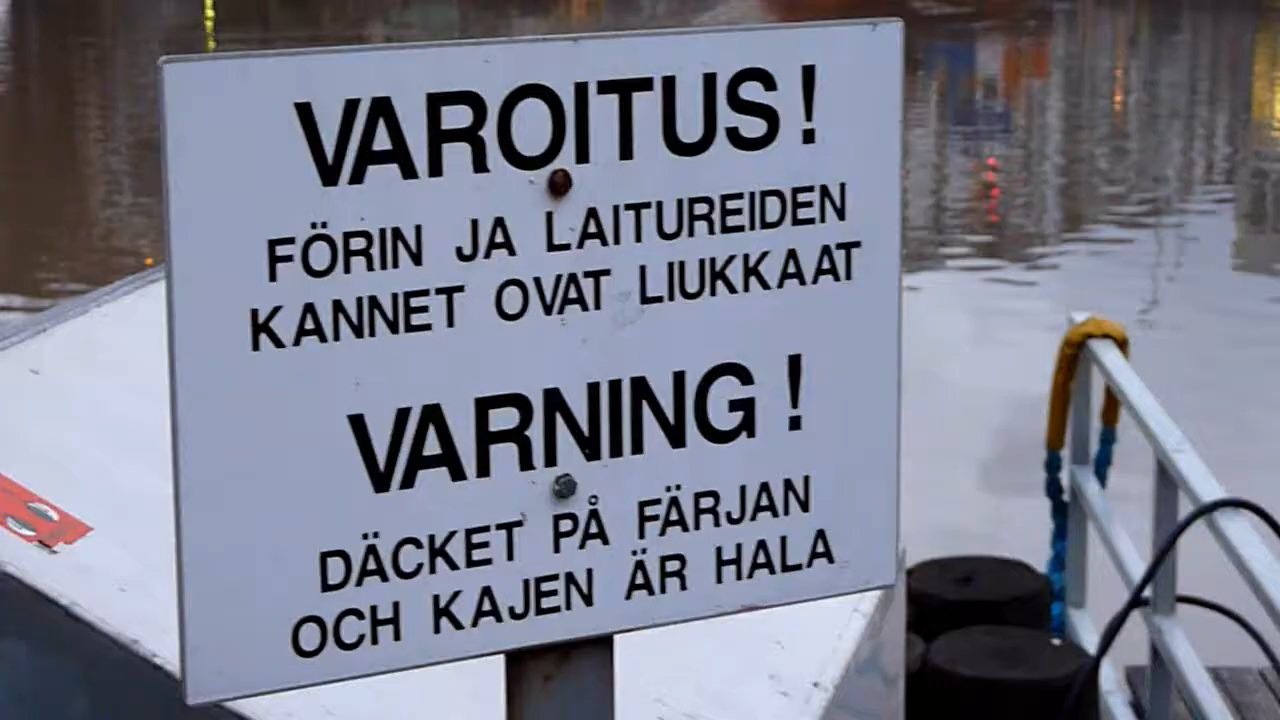 VAROITUS!
FÖRIN JA LAITUREIDEN
KANNET OVAT LIUKKAAT
VARNING!
DÄCKET PÅ FÄRJAN
OCH KAJEN ÄR HALA